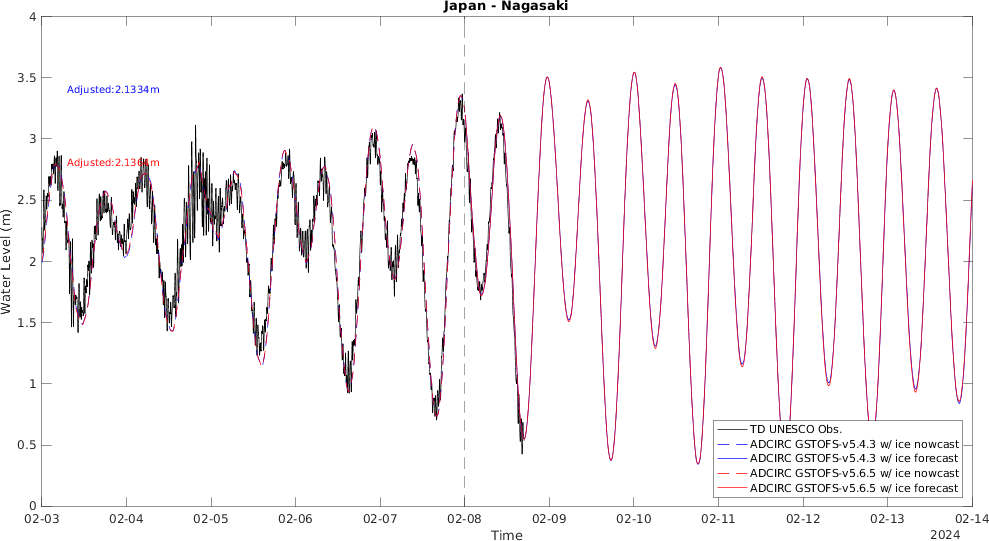 Japan - Nagasaki
4
3.5
3
2.5
2
1.5
1
0.5
0
Water Level (m)
Adjusted:2.1334m
TD UNESCO Obs.
ADCIRC GSTOFS-v5.4.3 w/ ice nowcast
ADCIRC GSTOFS-v5.4.3 w/ ice forecast
ADCIRC GSTOFS-v5.6.5 w/ ice nowcast
ADCIRC GSTOFS-v5.6.5 w/ ice forecast
02-03 02-04 02-05 02-06 02-07 02-08 02-09 02-10 02-11 02-12 02-13 02-14
Time
2024